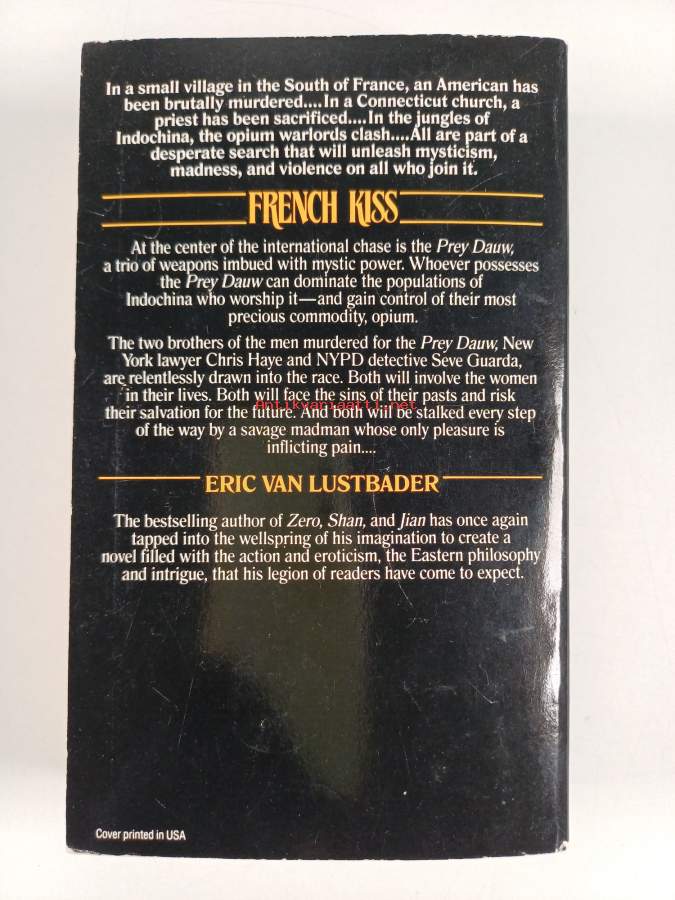 In a small village in the South of France, an American has
been brutally murdered....In a Connecticut church, a
priest has been sacrificed....In the jungles of
Indochina, the opium warlords clash....All are part of a
desperate search that will unleash mysticism,
madness, and violence on all who join it.
FRENCH KISS
At the center of the international chase is the Prey Dauw,
a trio of weapons imbued with mystic power. Whoever possesses
the Prey Dauw can dominate the populations of
Indochina who worship it—and gain control of their most
precious commodity, opium.
The two brothers of the men murdered for the Prey Dauw, New
York lawyer Chris Haye and NYPD detective Seve Guarda,
are relentlessly drawn into the race. Both will involve the women
in their lives. Both will face the sins of their pasts and risk
their salvation for the future. And both will be stalked every step
Antikvariaatti.net
of the way by a savage madman whose only pleasure is
inflicting pain....
ERIC VAN LUSTBADER
The bestselling author of Zero, Shan, and Jian has once again
tapped into the wellspring of his imagination to create a
novel filled with the action and eroticism, the Eastern philosophy
and intrigue, that his legion of readers have come to expect.
Cover printed in USA